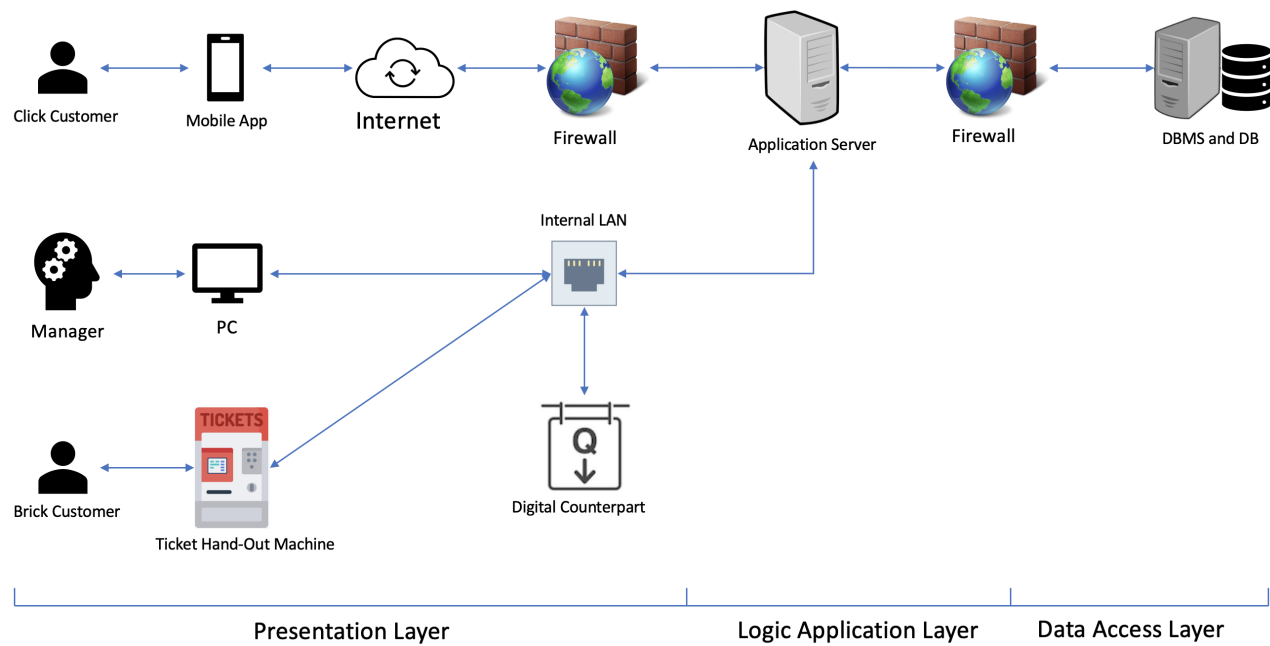 Click Customer
Mobile App
Internet
Firewall
Application Server
Firewall
DBMS and DB
Internal LAN
Manager
PC
TICKETS
Q
Brick Customer
Digital Counterpart
Ticket Hand-Out Machine
Presentation Layer
Logic Application Layer
Data Access Layer